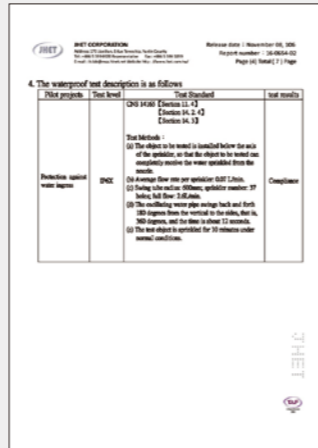 JHET
JHET CORPORATION
Release date : November
Report number : 16-0654-02
Page (4) Total [ 7 ] Page
4. The waterproof test description is as follows
Pilot projects
Test level
Test Standard
test results
Protection against
water ingress
IP4X
CNS 14165 【Section 12. 4】
【Section 14. 2. 4】
【Section 14. 3】
Test Methods :
(a) The object to be tested is installed below the axis
of the sprinkler, so that the object to be tested can
completely receive the water sprinkled from the
nozzle.
(b) Average flow rate per sprinkler: 0.07 L/min.
(c) Swing tube radius: 600mm; sprinkler number: 37
holes; full flow: 2.6L/min.
(d) The oscillating water pipe swings back and forth
180 degrees from the vertical to the sides, that is,
360 degrees, and the time is about 12 seconds.
(e) The test object is sprinkled for 10 minutes under
normal conditions.
Compliance
JHET
TAF